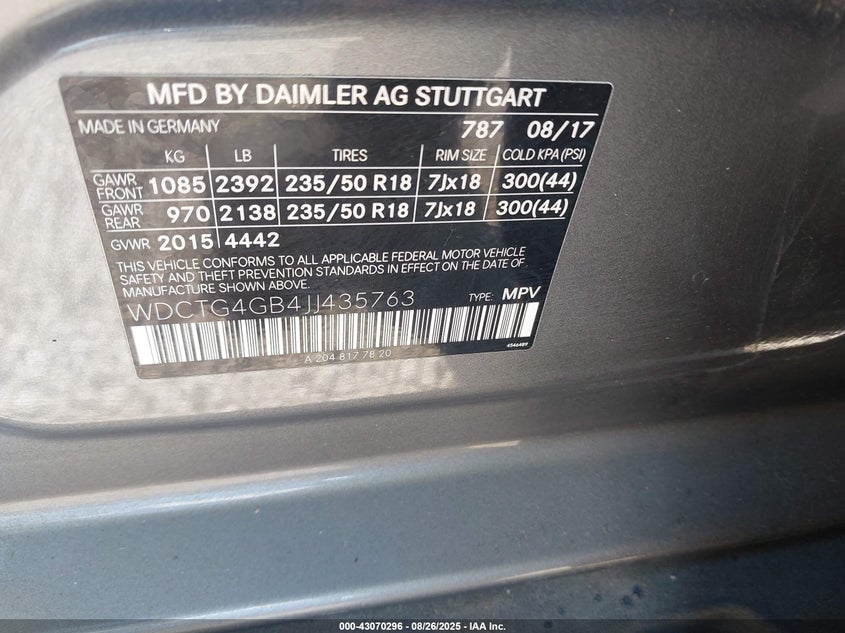 MFD BY DAIMLER AG STUTTGART
MADE IN GERMANY 787 08/17
KG LB TIRES RIM SIZE COLD KPA (PSI)
GAWR FRONT 1085 2392 235/50 R18 7Jx18 300(44)
GAWR REAR 970 2138 235/50 R18 7Jx18 300(44)
GVWR 2015 4442
THIS VEHICLE CONFORMS TO ALL APPLICABLE FEDERAL MOTOR VEHICLE
SAFETY AND THEFT PREVENTION STANDARDS IN EFFECT ON THE DATE OF
MANUFACTURE SHOWN ABOVE.
WDCTG4GB4JJ435763 TYPE: MPV
A 204 817 78 20 6546489
000-43070296 - 08/26/2025 - IAA Inc.